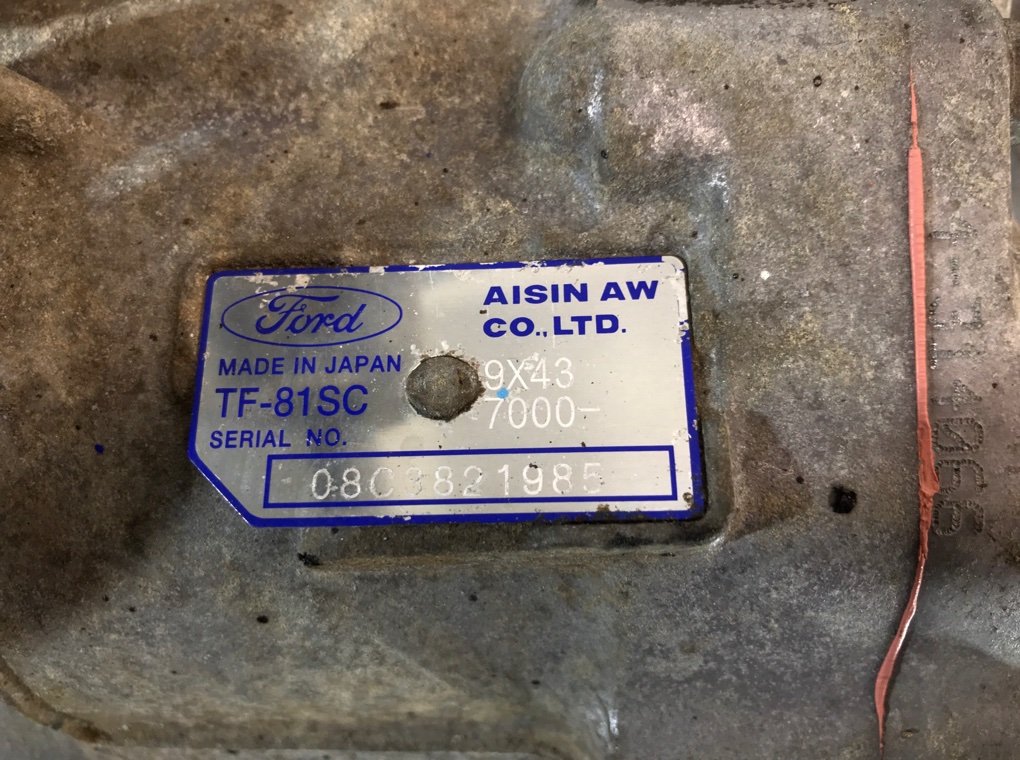 Ford
AISIN AW
CO.,LTD.
MADE IN JAPAN
TF-81SC
9X43
7000-
SERIAL NO.
08C3821985